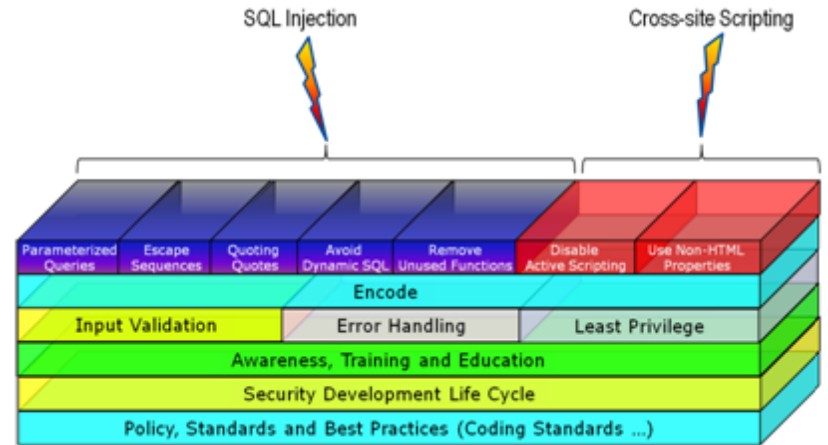 SQL Injection
Cross-site Scripting
Parameterized
Queries
Escape
Sequences
Quoting
Quotes
Avoid
Dynamic SQL
Remove
Unused Functions
Disable
Active Scripting
Use Non-HTML
Properties
Encode
Input Validation
Error Handling
Least Privilege
Awareness, Training and Education
Security Development Life Cycle
Policy, Standards and Best Practices (Coding Standards ...)